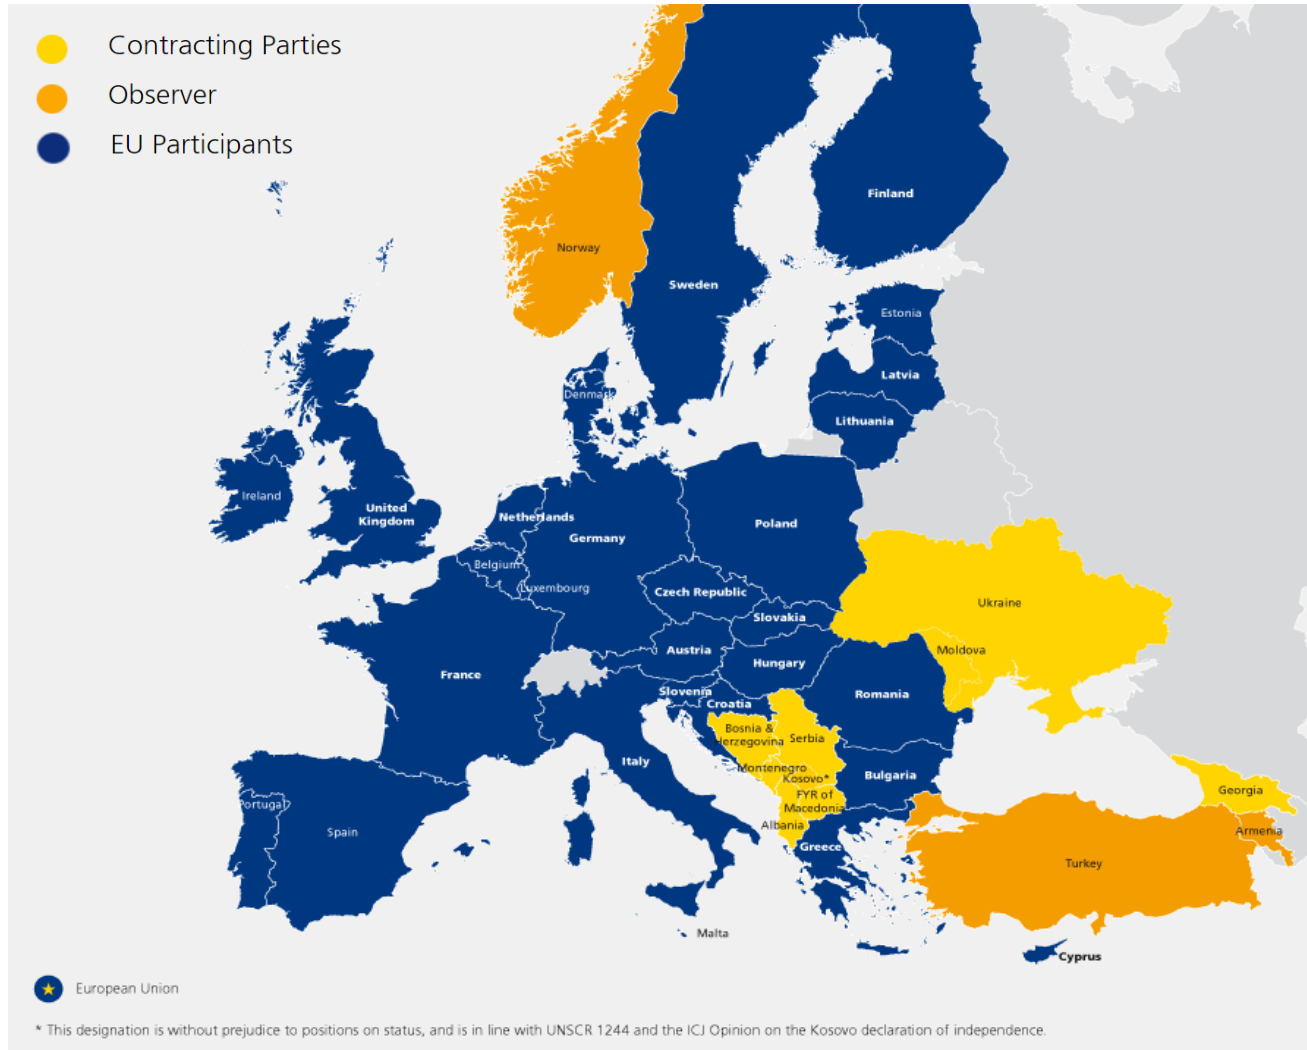 Contracting Parties
Observer
EU Participants
Finland
Norway
Sweden
Estonia
Latvia
Denmark
Lithuania
Ireland
United
Kingdom
Netherlands
Poland
Germany
Belgium
Luxembourg
Czech Republic
Ukraine
Slovakia
Austria
Moldova
Hungary
France
Slovenia
Romania
Croatia
Bosnia &
Herzegovina
Serbia
Italy
Montenegro
Kosovo*
Bulgaria
Georgia
FYR of
Macedonia
Portugal
Albania
Spain
Armenia
Greece
Turkey
Malta
Cyprus
European Union
* This designation is without prejudice to positions on status, and is in line with UNSCR 1244 and the ICJ Opinion on the Kosovo declaration of independence.